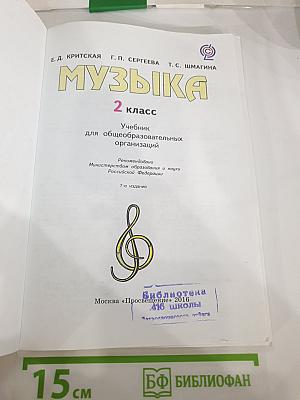 Е. Д. КРИТСКАЯ Г. П. СЕРГЕЕВА Т. С. ШМАГИНА
МУЗЫКА
2 класс
Учебник
для общеобразовательных
организаций
Рекомендовано
Министерством образования и науки
Российской Федерации
7-е издание
Москва «Просвещение» 2016
Библиотека
416 школы
15 см
БФ БИБЛИОФАН